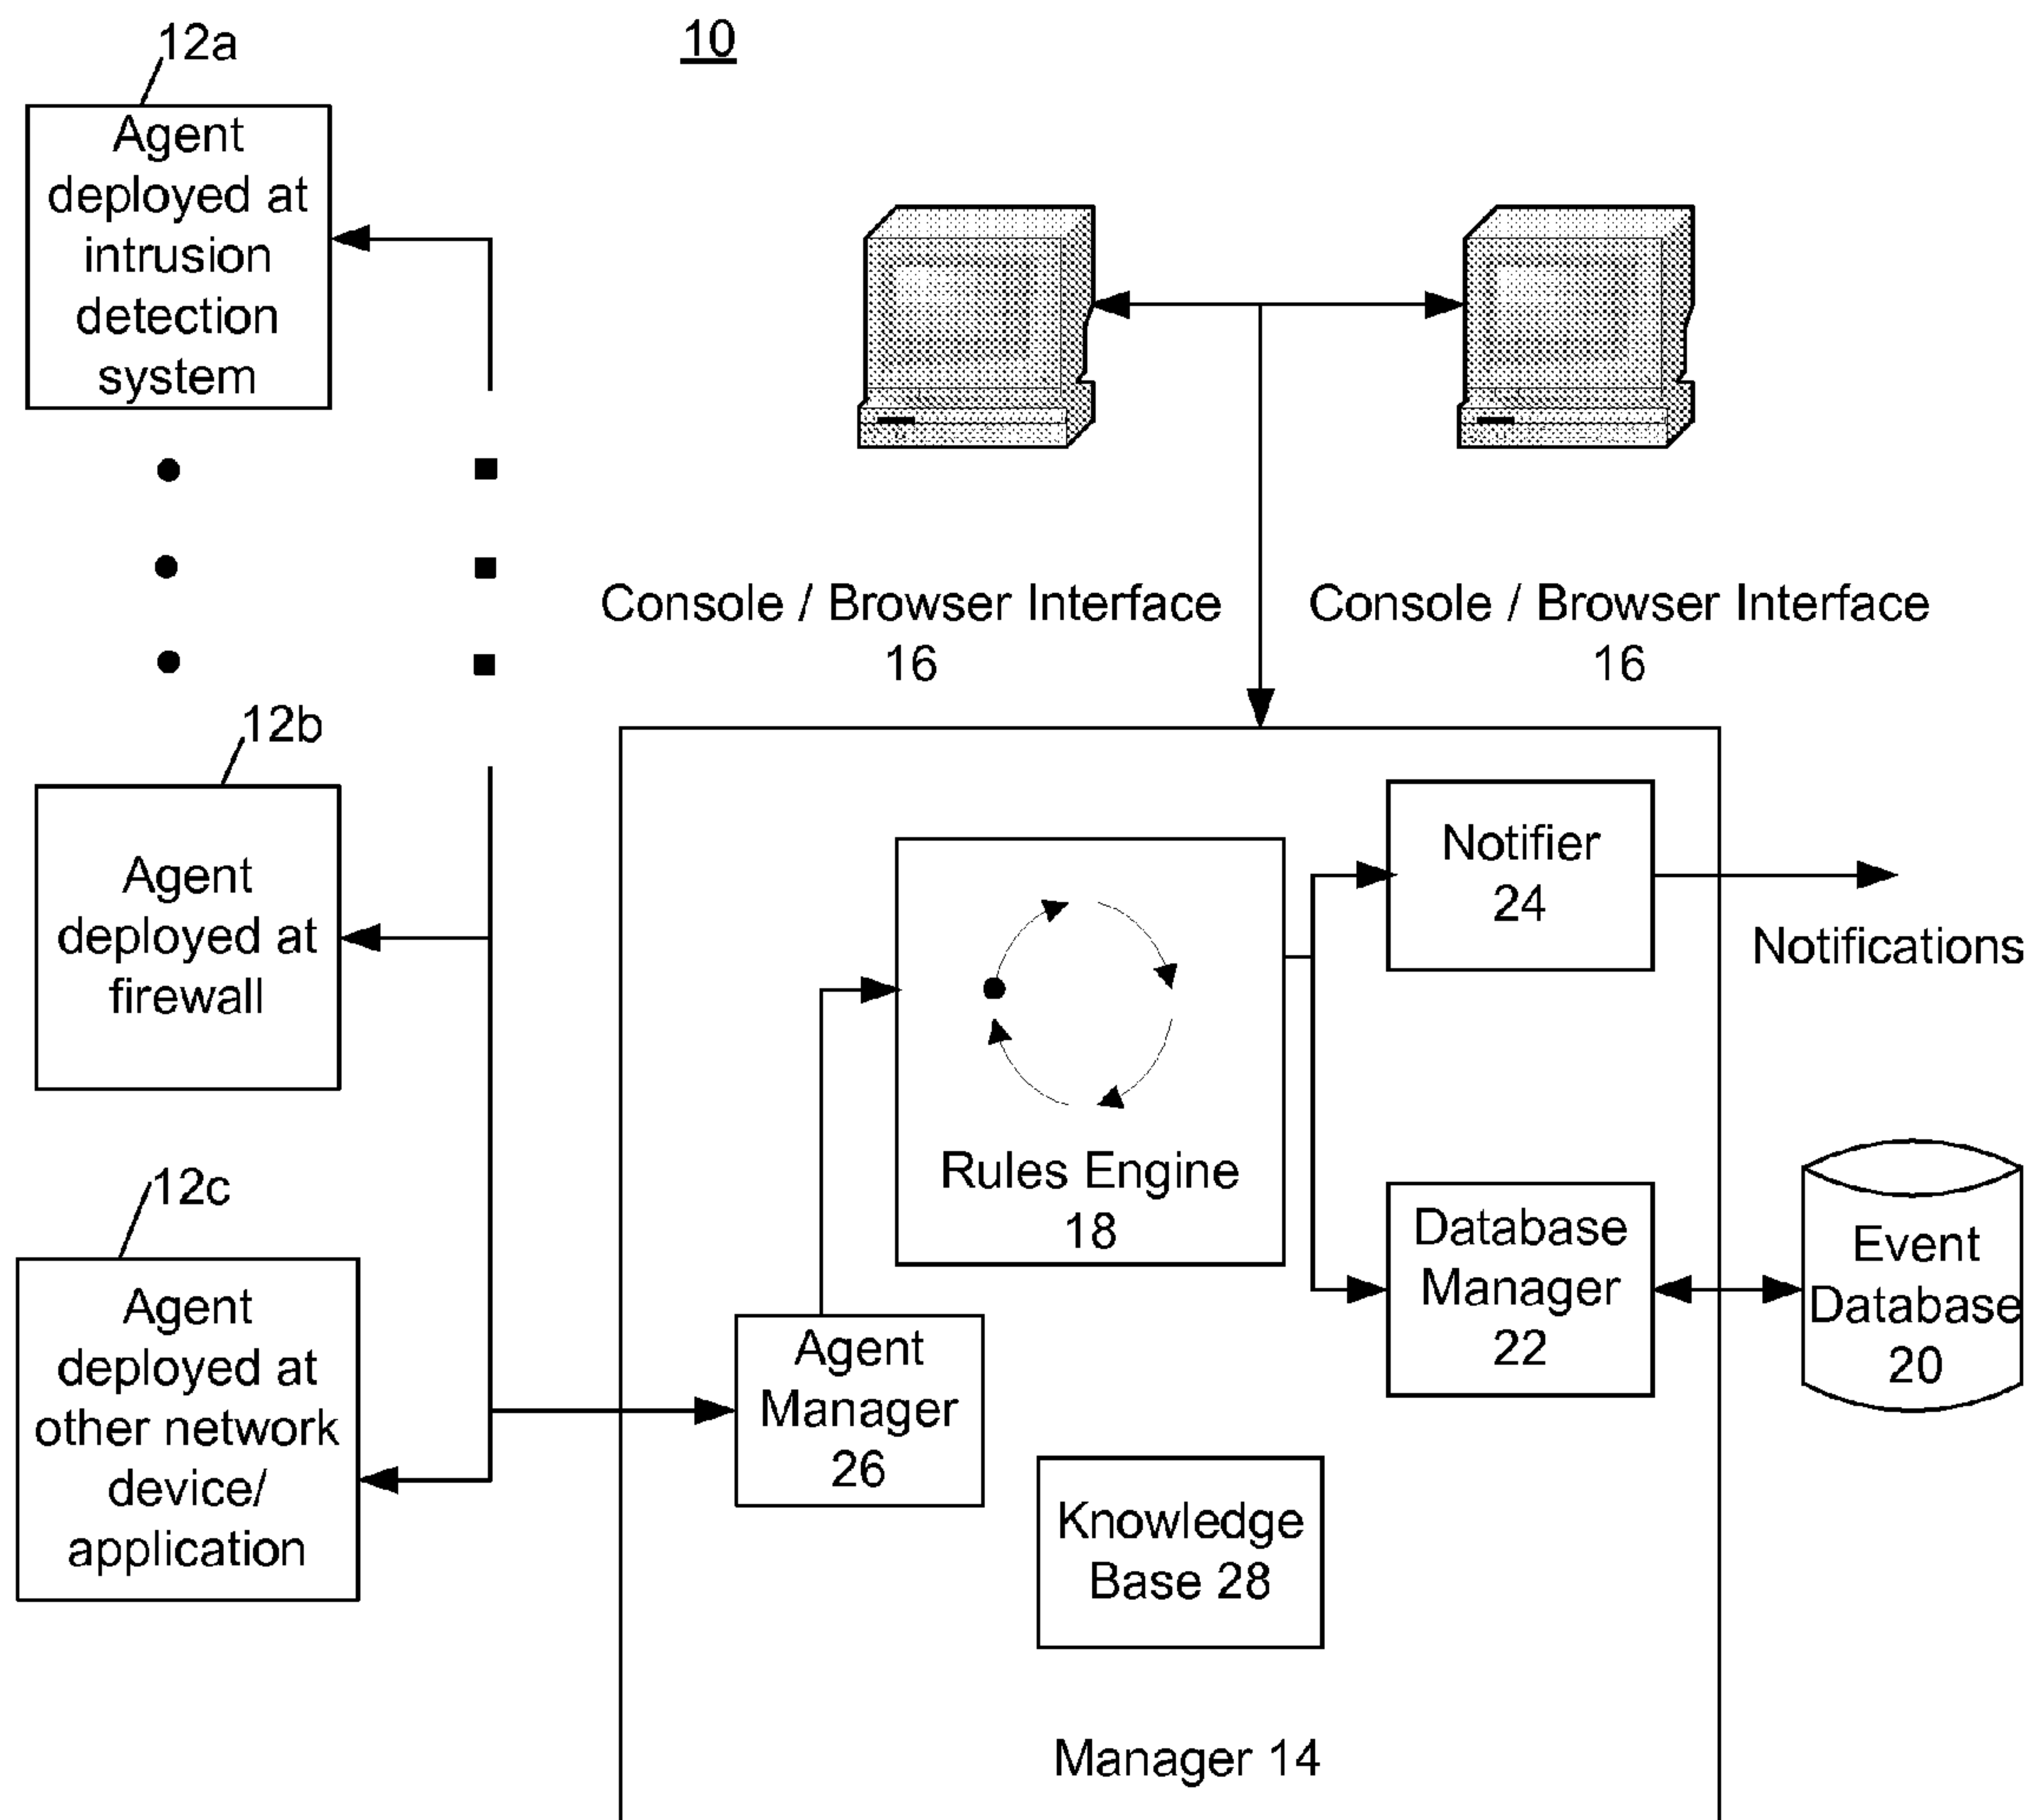 12a
10
Agent
deployed at
intrusion
detection
system
Console / Browser Interface
16
Console / Browser Interface
16
12b
Agent
deployed at
firewall
Notifier
24
Notifications
Rules Engine
18
12c
Agent
deployed at
other network
device/
application
Database
Manager
22
Event
Database
20
Agent
Manager
26
Knowledge
Base 28
Manager 14